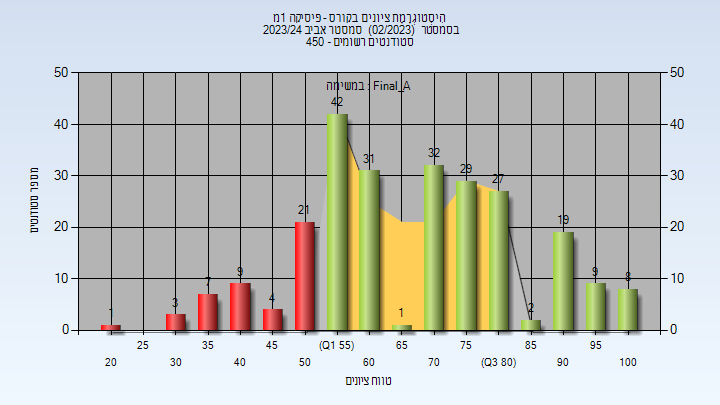 היסטוגרמת ציונים בקורס - פיסיקה 1מ
בסמסטר (02/2023) סמסטר אביב 2023/24
סטודנטים רשומים - 450
במשימה : Final_A
מספר סטודנטים
50 40 30 20 10 0
50 40 30 20 10 0
1 3 7 9 4 21 42 31 1 32 29 27 2 19 9 8
25 35 45 (Q1 55) 65 75 85 95
20 30 40 50 60 70 (Q3 80) 90 100
טווח ציונים